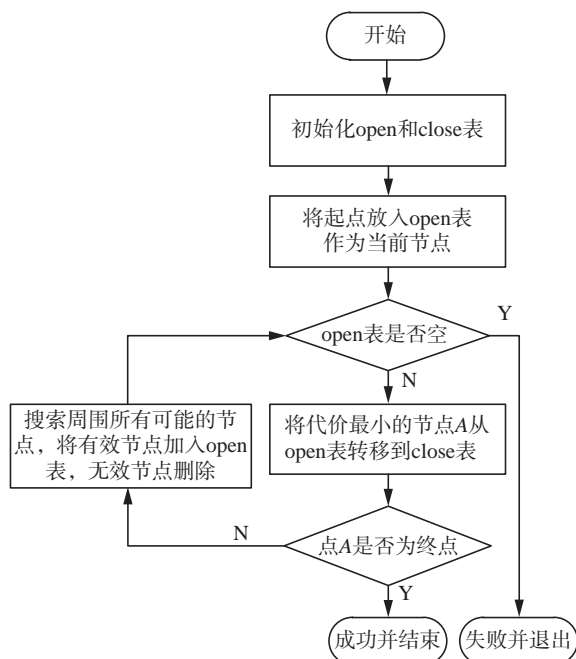 开始
初始化open和close表
将起点放入open表
作为当前节点
open表是否空
Y
N
搜索周围所有可能的节
点，将有效节点加入open
表，无效节点删除
将代价最小的节点A从
open表转移到close表
N
点A是否为终点
Y
成功并结束
失败并退出